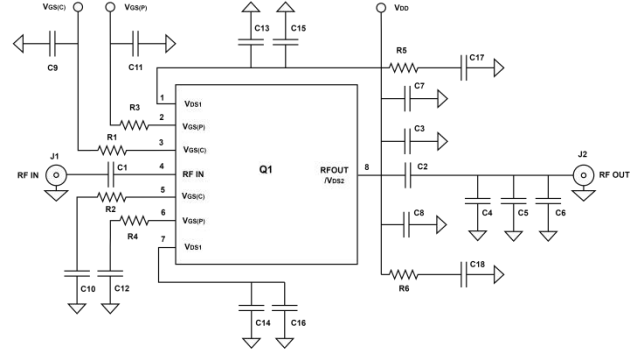 VGS(C)
VGS(P)
VDD
C9
C11
C13
C15
R5
C17
C7
R3
1
VDS1
2
VGS(P)
R1
3
VGS(C)
C3
J1
RF IN
C1
4
RF IN
Q1
RFOUT
/VDS2
8
C2
J2
RF OUT
R2
5
VGS(C)
R4
6
VGS(P)
7
VDS1
C4
C5
C6
C8
C10
C12
C14
C16
R6
C18